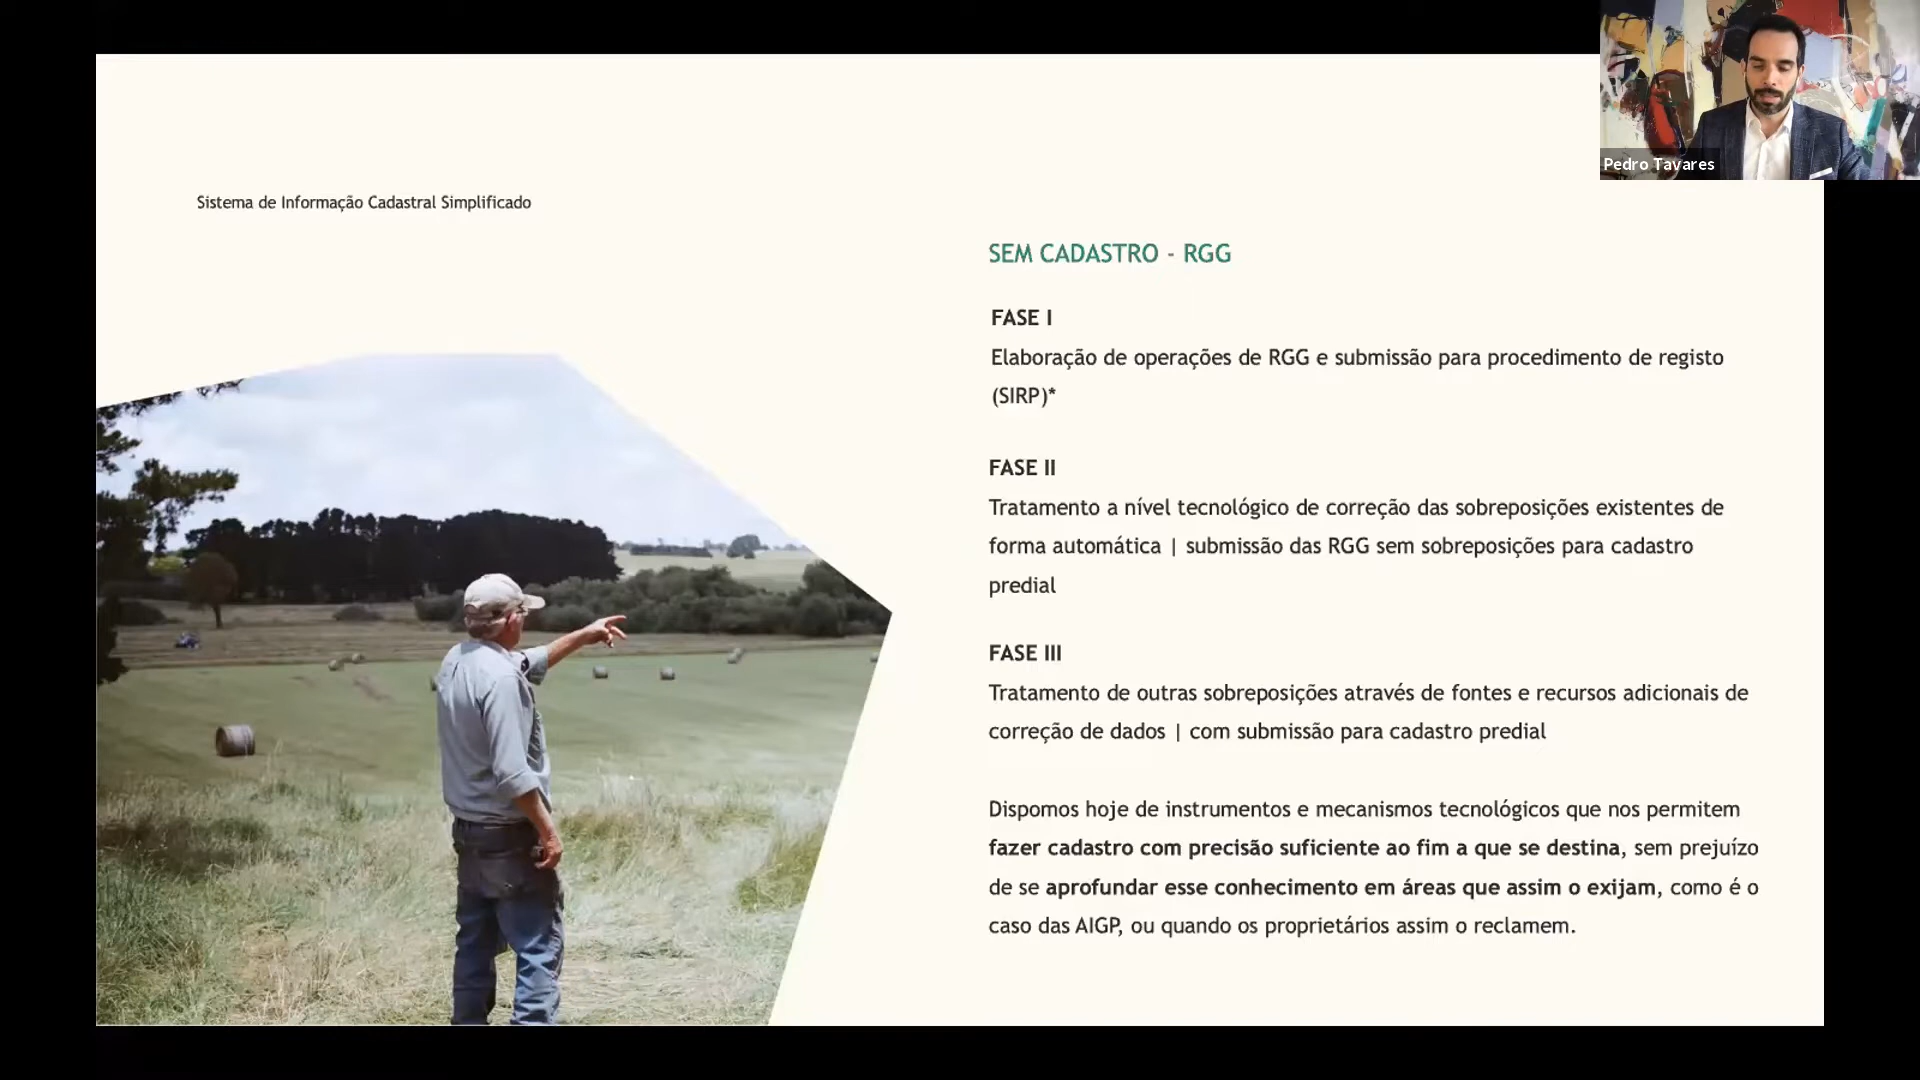 Pedro Tavares
Sistema de Informação Cadastral Simplificado
SEM CADASTRO - RGG
FASE I
Elaboração de operações de RGG e submissão para procedimento de registo
(SIRP)*
FASE II
Tratamento a nível tecnológico de correção das sobreposições existentes de
forma automática | submissão das RGG sem sobreposições para cadastro
predial
FASE III
Tratamento de outras sobreposições através de fontes e recursos adicionais de
correção de dados | com submissão para cadastro predial
Dispomos hoje de instrumentos e mecanismos tecnológicos que nos permitem
fazer cadastro com precisão suficiente ao fim a que se destina, sem prejuízo
de se aprofundar esse conhecimento em áreas que assim o exijam, como é o
caso das AIGP, ou quando os proprietários assim o reclamem.